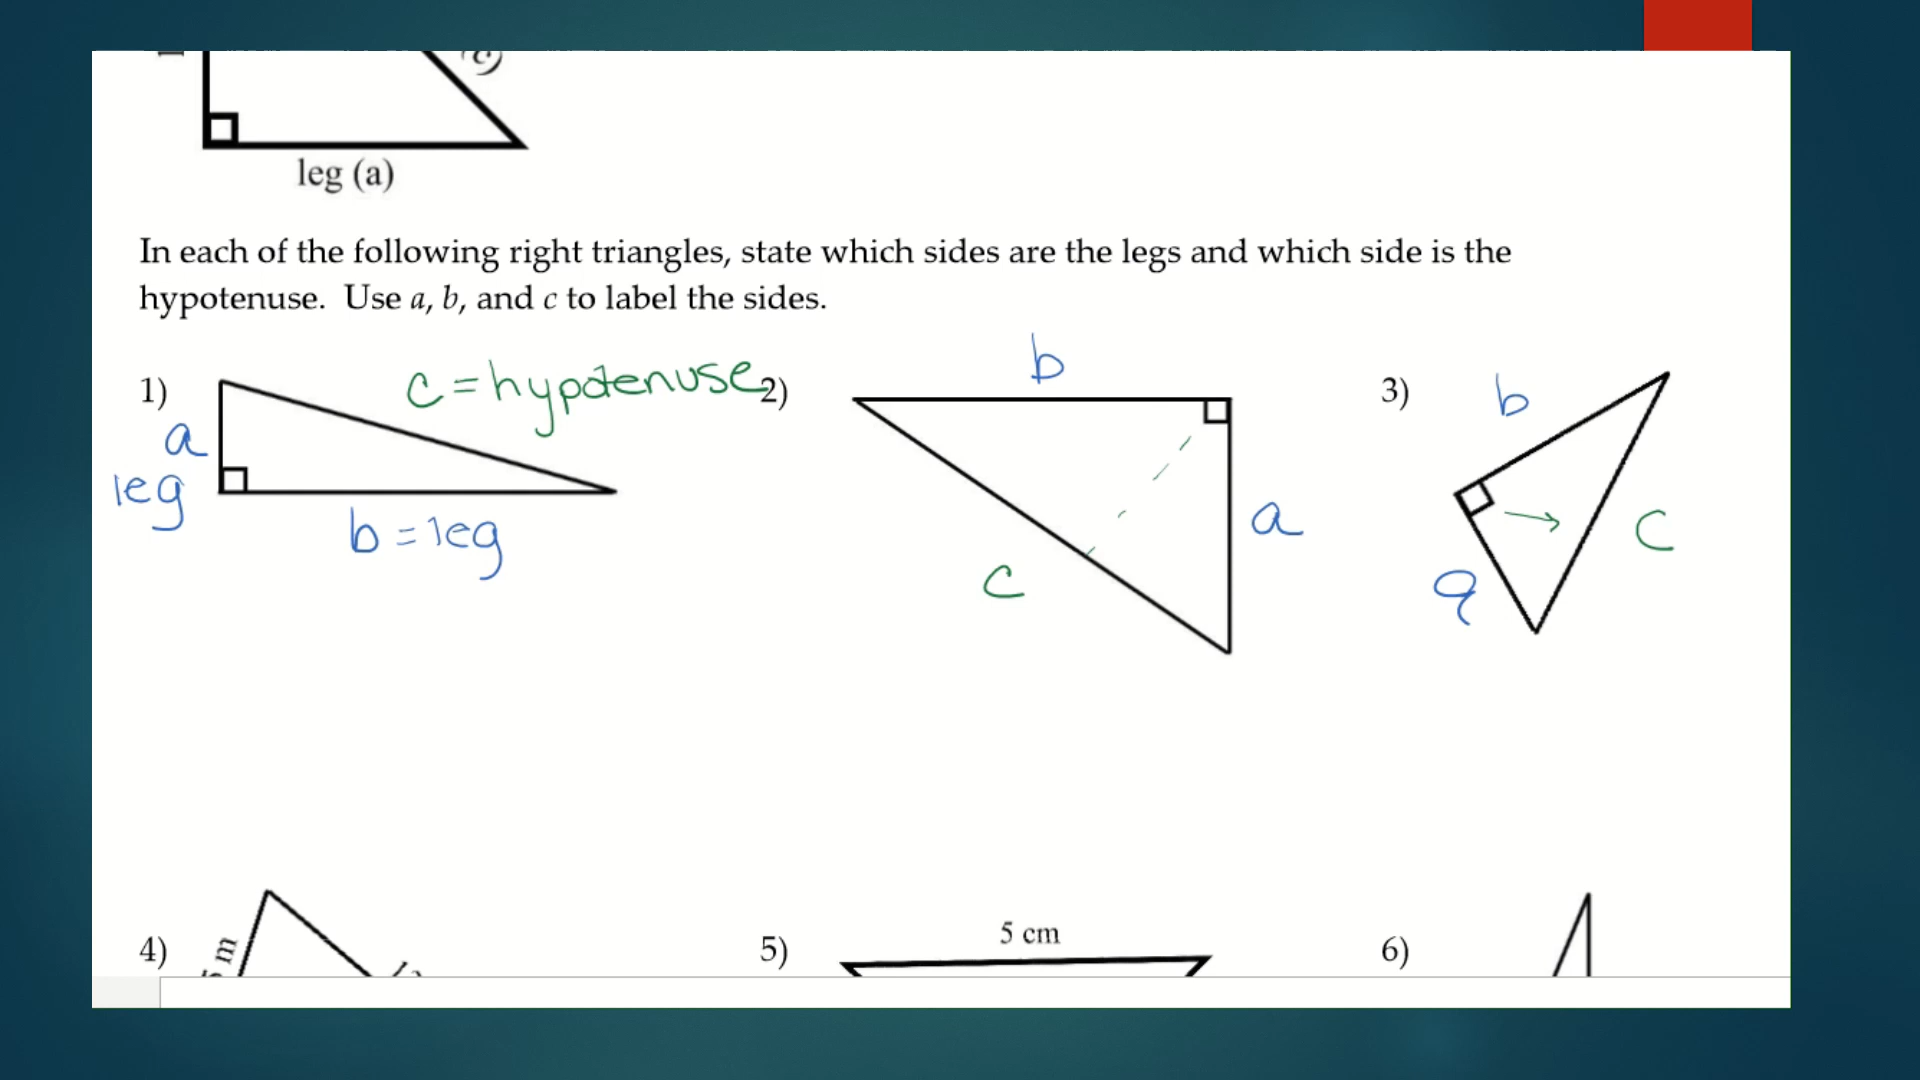 leg (a)
In each of the following right triangles, state which sides are the legs and which side is the
hypotenuse. Use a, b, and c to label the sides.
1)
c = hypotenuse
a
leg
b = leg
2)
b
a
c
3)
b
a
c
4)
m
5)
5 cm
6)